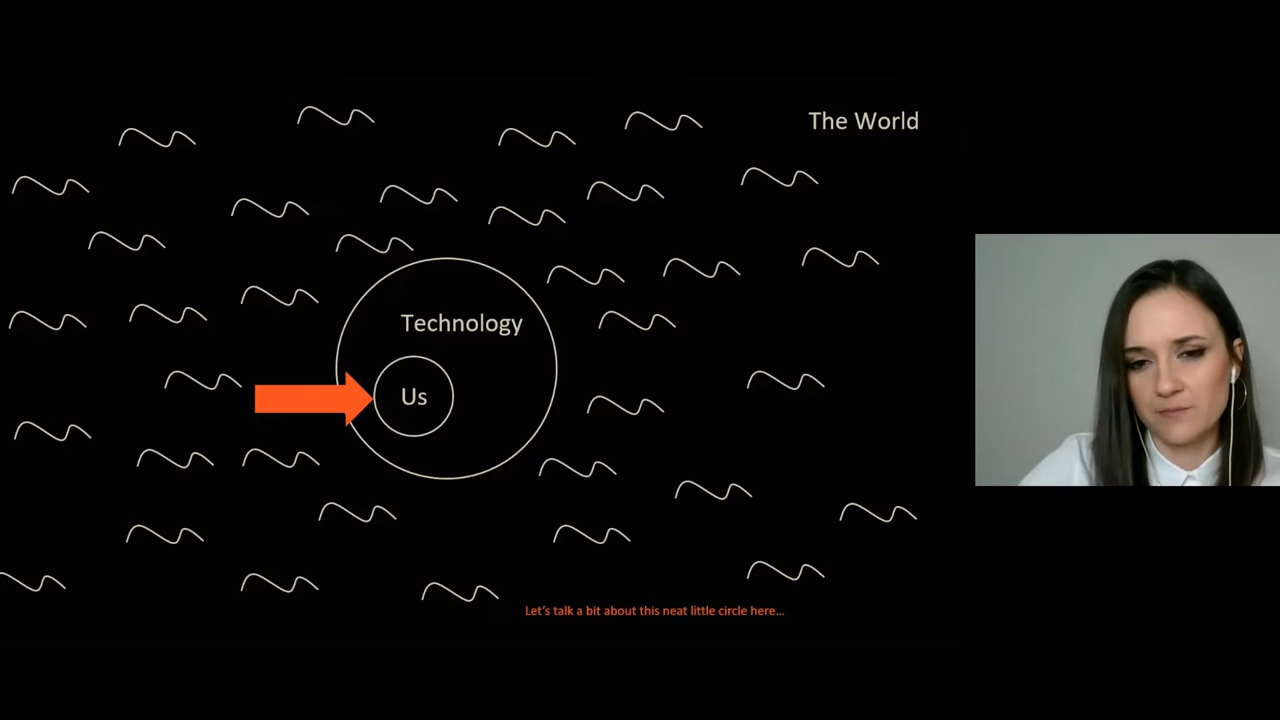 The World
Technology
Us
Let's talk a bit about this neat little circle here...